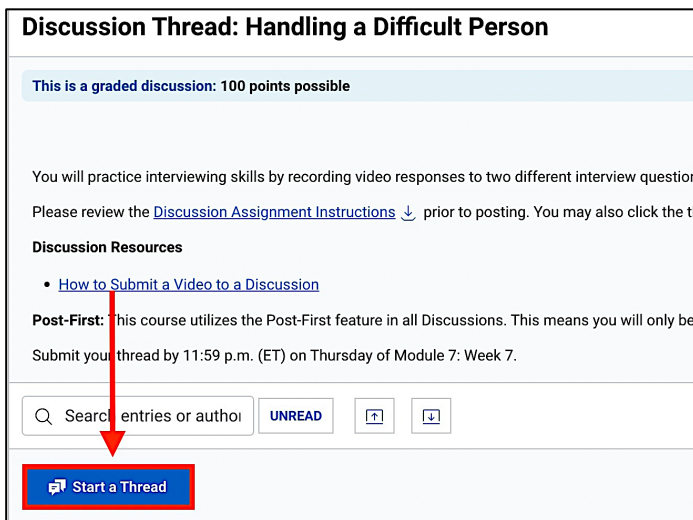 Discussion Thread: Handling a Difficult Person
This is a graded discussion: 100 points possible
You will practice interviewing skills by recording video responses to two different interview
Please review the Discussion Assignment Instructions prior to posting. You may also click the
Discussion Resources
• How to Submit a Video to a Discussion
Post-First: This course utilizes the Post-First feature in all Discussions. This means you will only be
Submit your thread by 11:59 p.m. (ET) on Thursday of Module 7: Week 7.
Search entries or author UNREAD
Start a Thread